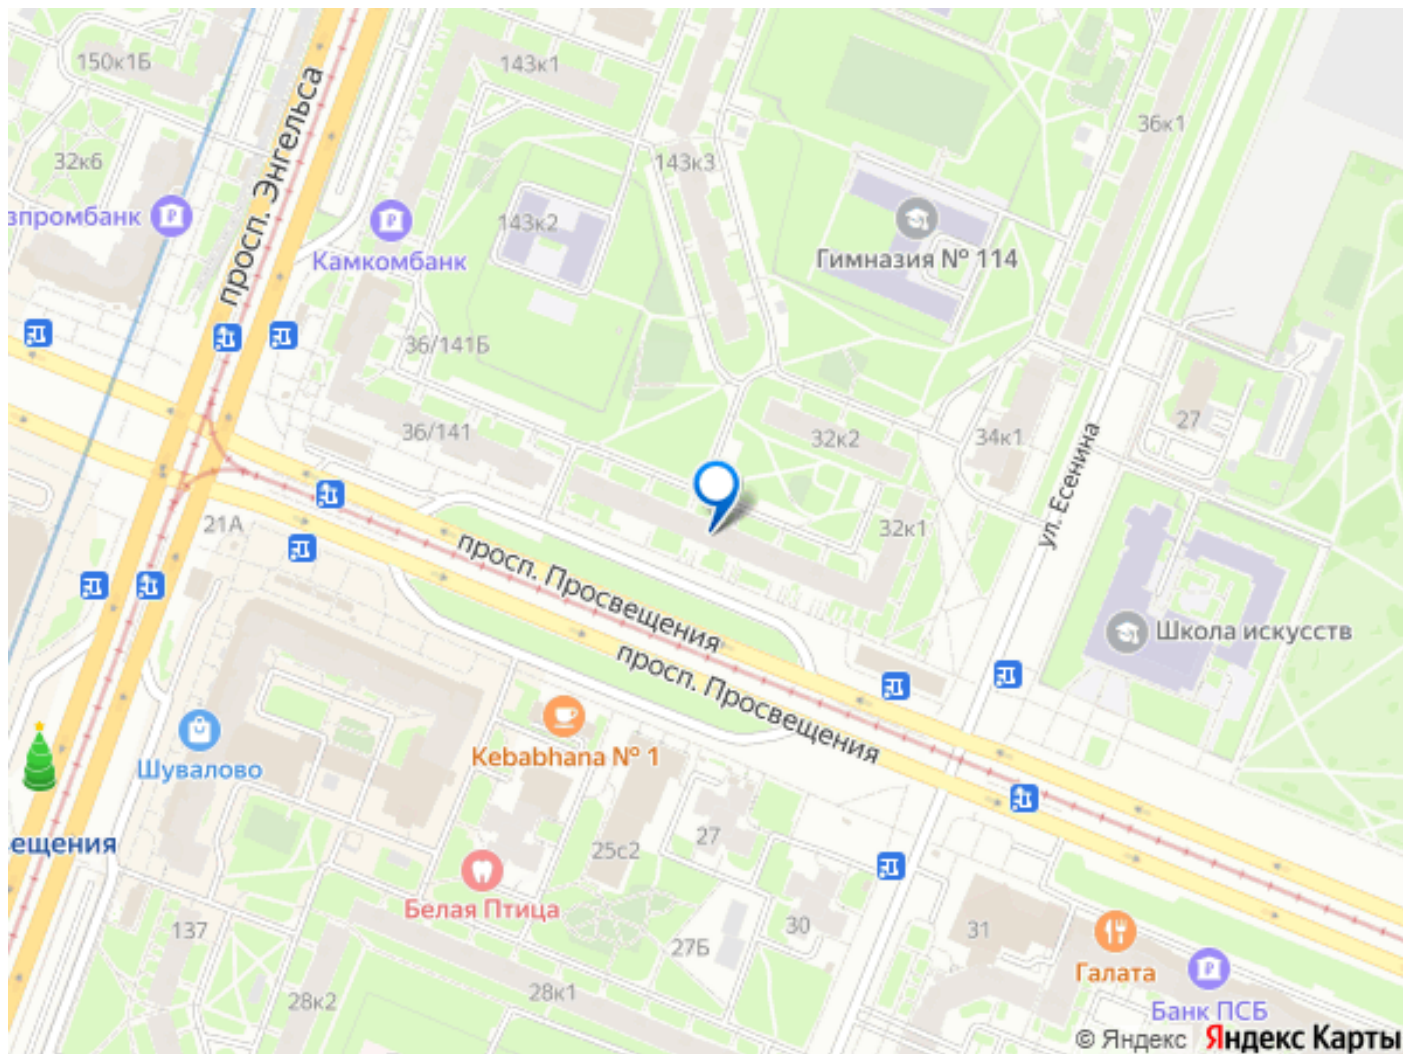 150к1Б
143к1
просп. Энгельса
36к1
32к6
143к3
зпромбанк
143к2
Камкомбанк
Гимназия № 114
36/141Б
36/141
32к2
34к1
27
ул. Есенина
21А
32к1
просп. Просвещения
просп. Просвещения
Школа искусств
Kebabhana № 1
Шувалово
ещения
25с2
27
Белая Птица
137
30
31
27Б
Галата
28к2
28к1
Банк ПСБ
© Яндекс Яндекс Карты